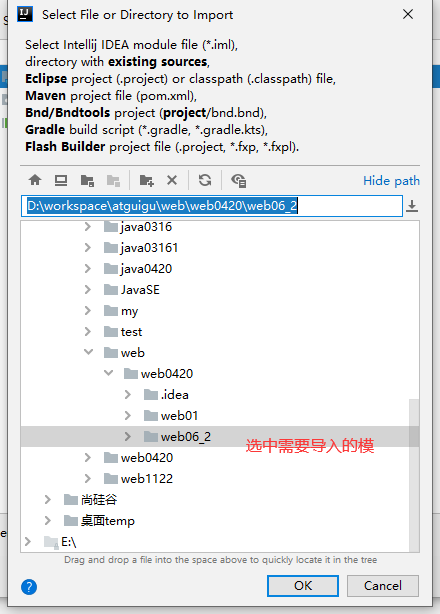 Select File or Directory to Import
Select Intellij IDEA module file (*.iml),
directory with existing sources,
Eclipse project (.project) or classpath (.classpath) file,
Maven project file (pom.xml),
Bnd/Bndtools project (project/bnd.bnd),
Gradle build script (*.gradle, *.gradle.kts),
Flash Builder project file (.project, *.fxp, *.fxpl).
Hide path
D:\workspace\atguigu\web\web0420\web06_2
java0316
java03161
java0420
JavaSE
my
test
web
web0420
.idea
web01
web06_2
选中需要导入的模
web0420
web1122
尚硅谷
桌面temp
E:\
Drag and drop a file into the space above to quickly locate it in the tree
?
OK
Cancel